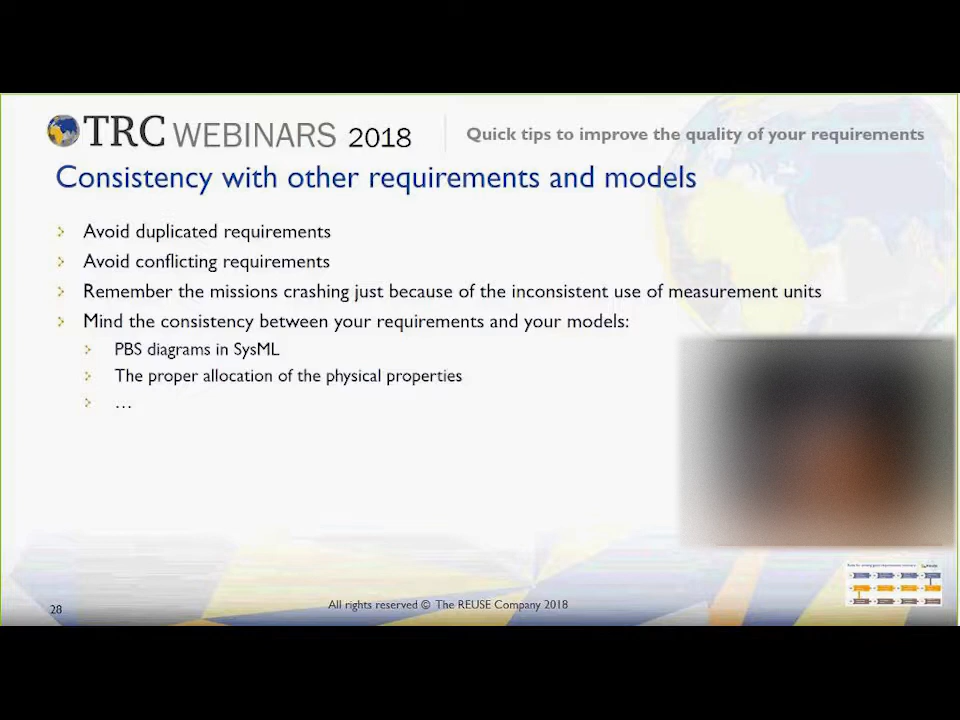 TRC WEBINARS 2018
Quick tips to improve the quality of your requirements
Consistency with other requirements and models
Avoid duplicated requirements
Avoid conflicting requirements
Remember the missions crashing just because of the inconsistent use of measurement units
Mind the consistency between your requirements and your models:
PBS diagrams in SysML
The proper allocation of the physical properties
…
28
All rights reserved © The REUSE Company 2018